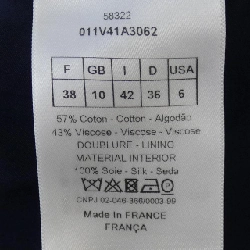 58322
011V41A3062
F GB I D USA
38 10 42 36 6
57% Coton - Cotton - Algodão
43% Viscose - Viscose - Viscose
DOUBLURE - LINING
MATERIAL INTERIOR
100% Soie - Silk - Seda
CNPJ
Made In FRANCE
FRANÇA